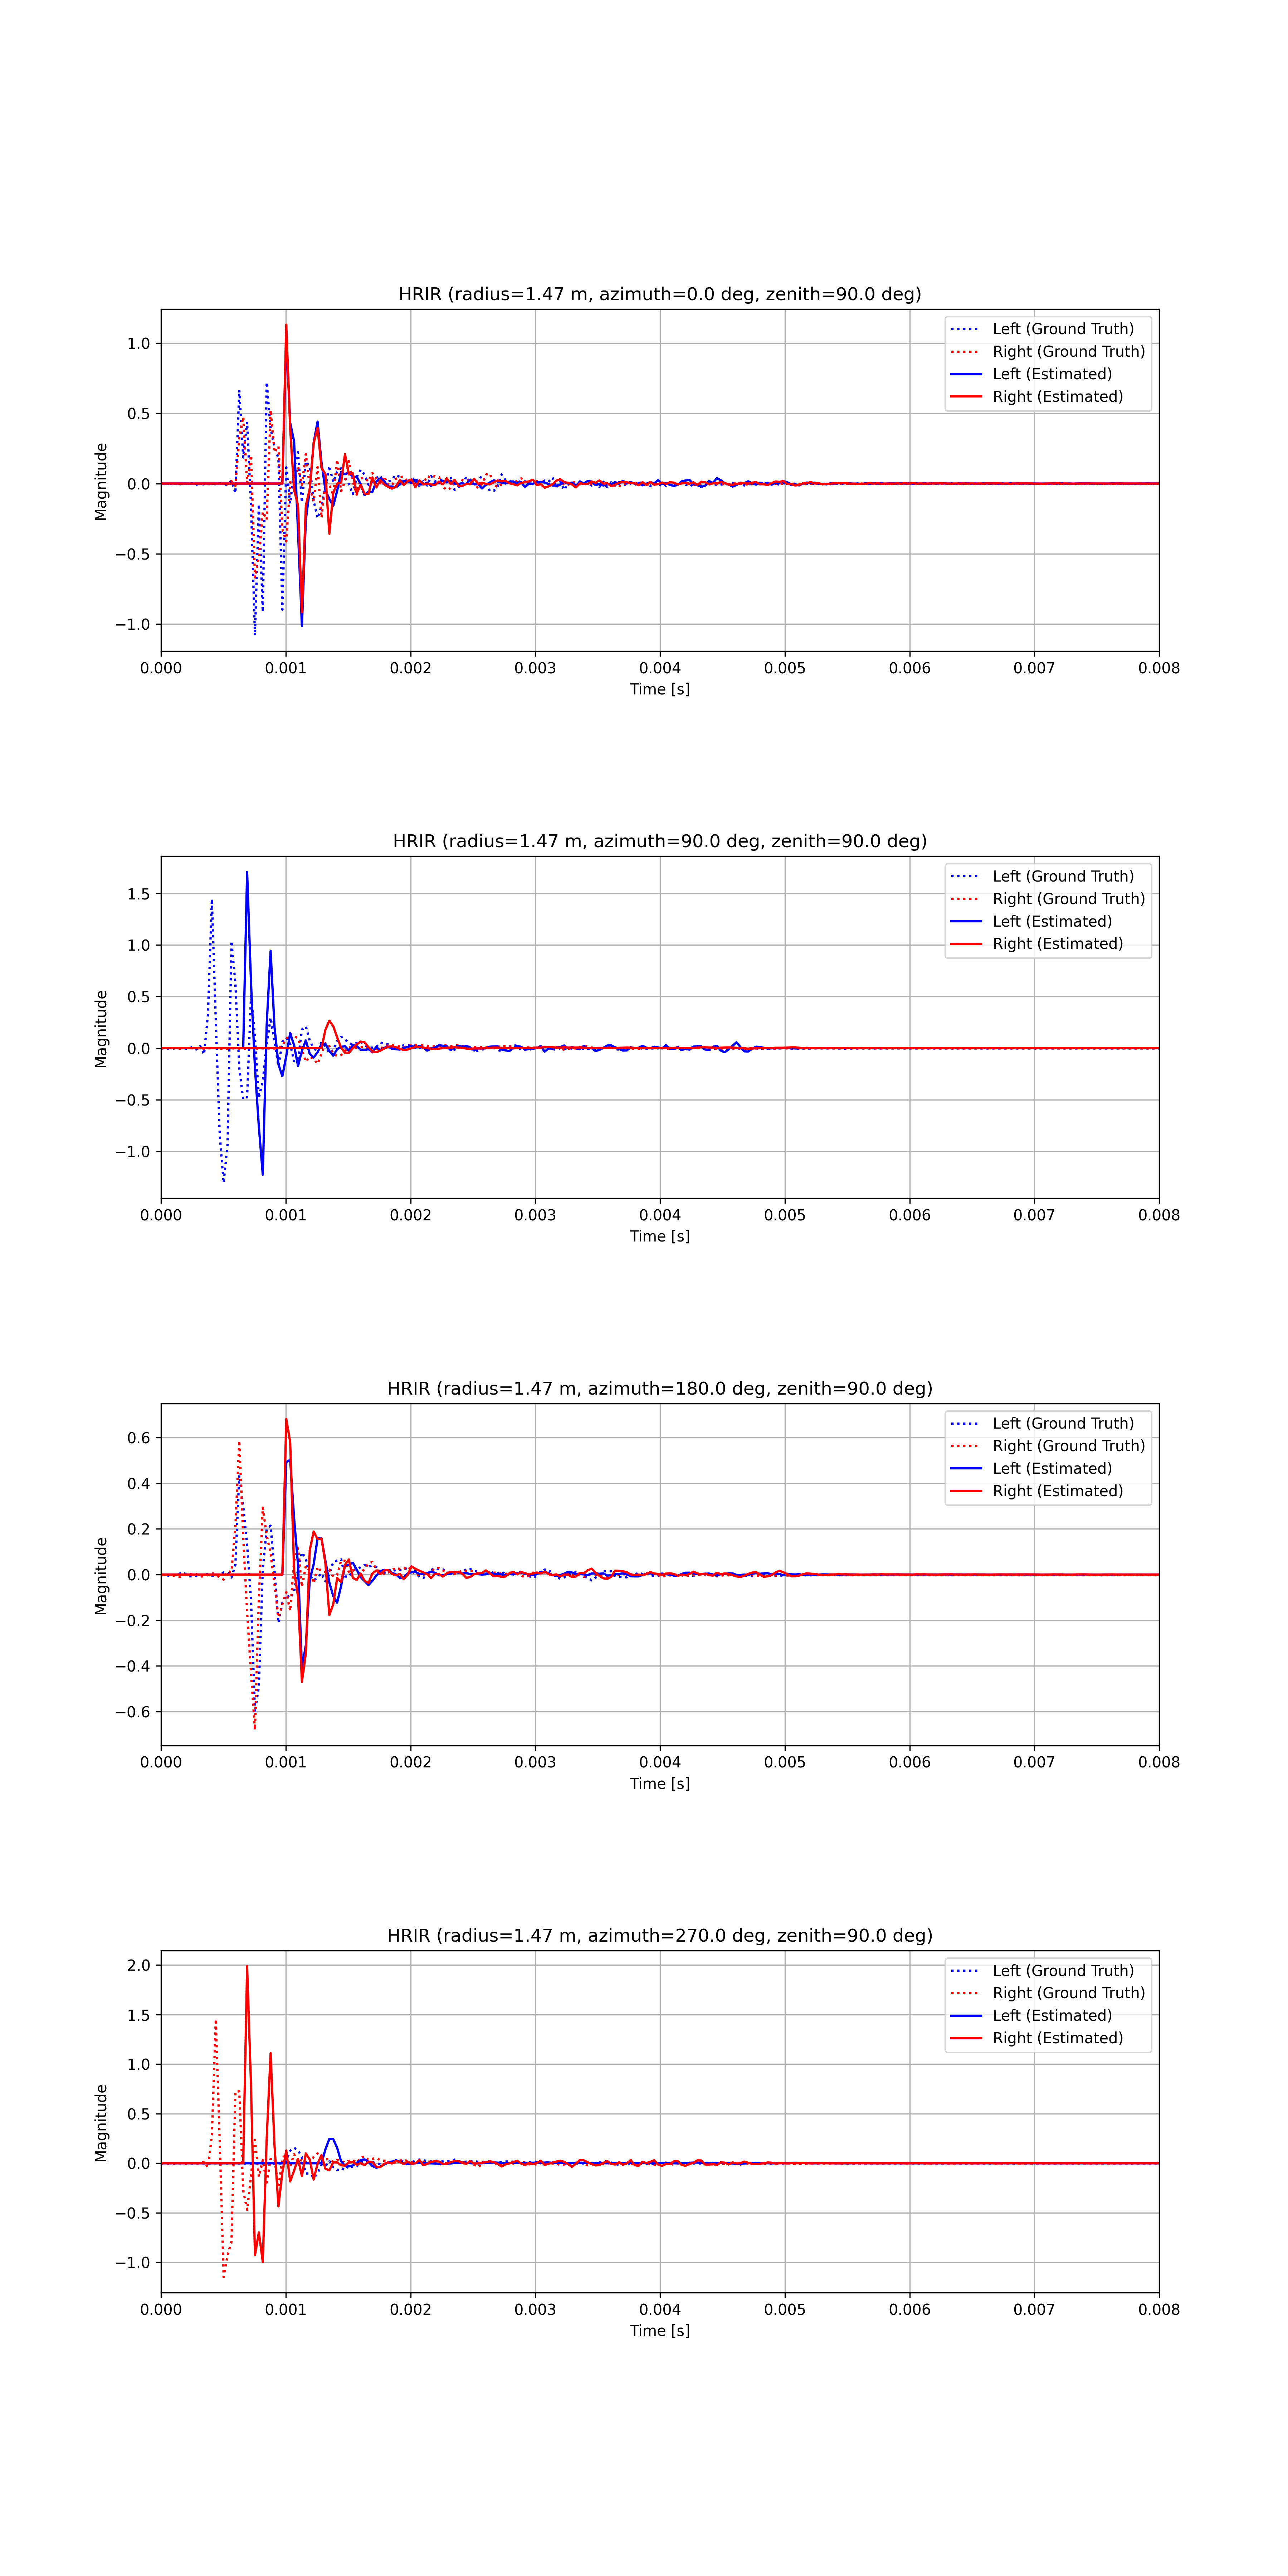 HRIR (radius=1.47 m, azimuth=0.0 deg, zenith=90.0 deg)
Left (Ground Truth)
Right (Ground Truth)
Left (Estimated)
Right (Estimated)
1.0
0.5
0.0
−0.5
−1.0
Magnitude
0.000 0.001 0.002 0.003 0.004 0.005 0.006 0.007 0.008
Time [s]
HRIR (radius=1.47 m, azimuth=90.0 deg, zenith=90.0 deg)
Left (Ground Truth)
Right (Ground Truth)
Left (Estimated)
Right (Estimated)
1.5
1.0
0.5
0.0
−0.5
−1.0
Magnitude
0.000 0.001 0.002 0.003 0.004 0.005 0.006 0.007 0.008
Time [s]
HRIR (radius=1.47 m, azimuth=180.0 deg, zenith=90.0 deg)
Left (Ground Truth)
Right (Ground Truth)
Left (Estimated)
Right (Estimated)
0.6
0.4
0.2
0.0
−0.2
−0.4
−0.6
Magnitude
0.000 0.001 0.002 0.003 0.004 0.005 0.006 0.007 0.008
Time [s]
HRIR (radius=1.47 m, azimuth=270.0 deg, zenith=90.0 deg)
Left (Ground Truth)
Right (Ground Truth)
Left (Estimated)
Right (Estimated)
2.0
1.5
1.0
0.5
0.0
−0.5
−1.0
Magnitude
0.000 0.001 0.002 0.003 0.004 0.005 0.006 0.007 0.008
Time [s]